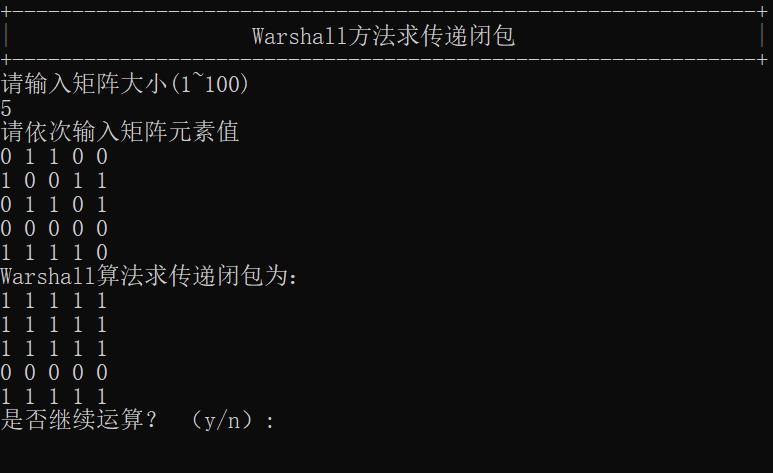 Warshall方法求传递闭包
请输入矩阵大小(1~100)
5
请依次输入矩阵元素值
0 1 1 0 0
1 0 0 1 1
0 1 1 0 1
0 0 0 0 0
1 1 1 1 0
Warshall算法求传递闭包为:
1 1 1 1 1
1 1 1 1 1
1 1 1 1 1
0 0 0 0 0
1 1 1 1 1
是否继续运算？ （y/n）: